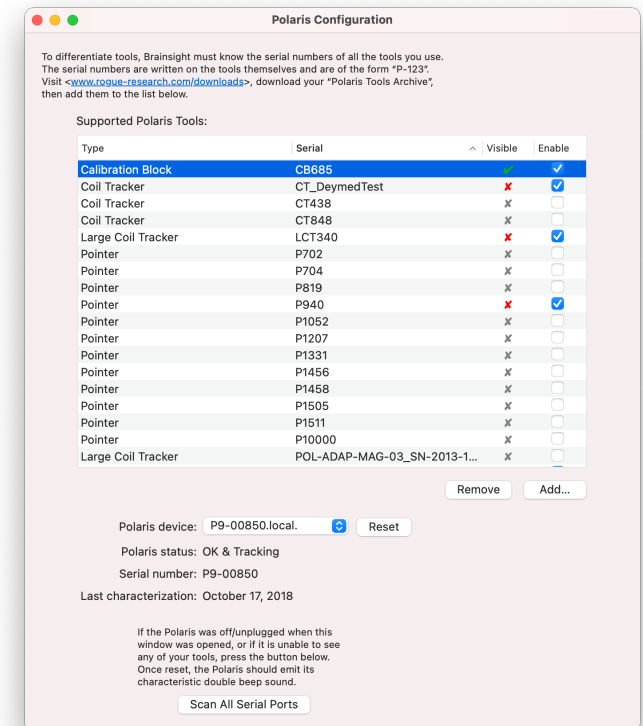 Polaris Configuration
To differentiate tools, Brainsight must know the serial numbers of all the tools you use.
The serial numbers are written on the tools themselves and are of the form “P-123”.
Visit <www.rogue-research.com/downloads>, download your “Polaris Tools Archive”,
then add them to the list below.
Supported Polaris Tools:
Type Serial Visible Enable
Calibration Block CB685
Coil Tracker CT_DeymedTest
Coil Tracker CT438
Coil Tracker CT848
Large Coil Tracker LCT340
Pointer P702
Pointer P704
Pointer P819
Pointer P940
Pointer P1052
Pointer P1207
Pointer P1331
Pointer P1456
Pointer P1458
Pointer P1505
Pointer P1511
Pointer P10000
Large Coil Tracker POL-ADAP-MAG-03_SN-2013-1...
Remove Add...
Polaris device: P9-00850.local. Reset
Polaris status: OK & Tracking
Serial number: P9-00850
Last characterization: October 17, 2018
If the Polaris was off/unplugged when this
window was opened, or if it is unable to see
any of your tools, press the button below.
Once reset, the Polaris should emit its
characteristic double beep sound.
Scan All Serial Ports